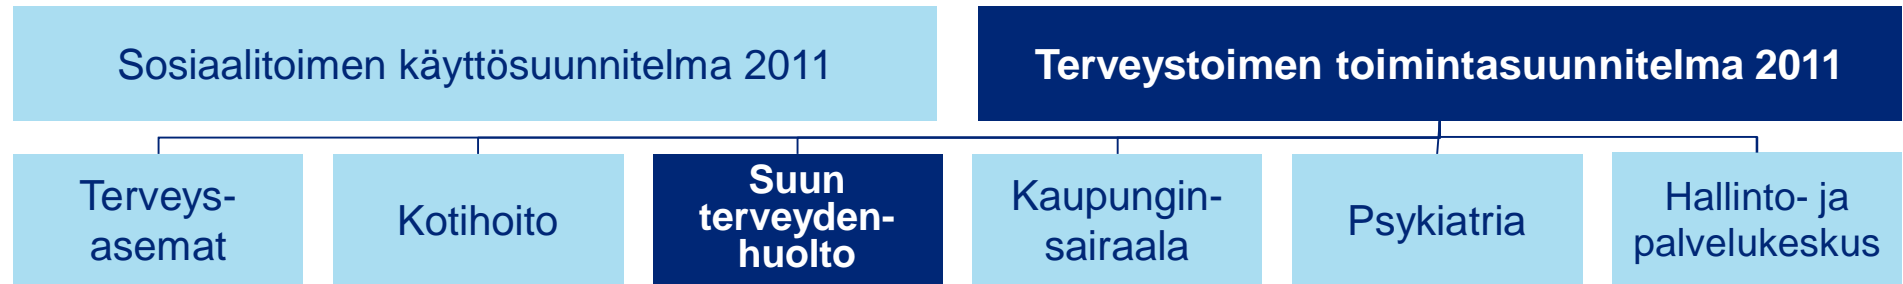 Sosiaalitoimen käyttösuunnitelma 2011
Terveystoimen toimintasuunnitelma 2011
Terveys-
asemat
Kotihoito
Suun
terveyden-
huolto
Kaupungin-
sairaala
Psykiatria
Hallinto- ja
palvelukeskus